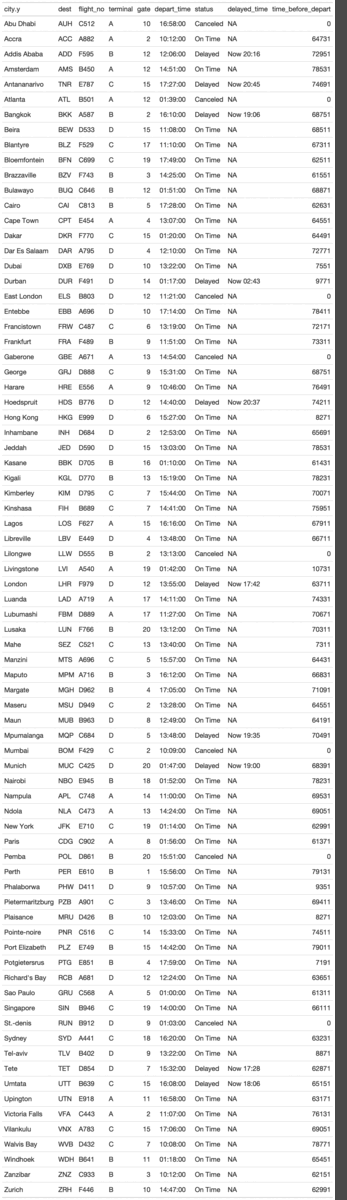 city.y dest flight_no terminal gate depart_time status delayed_time time_before_depart
Abu Dhabi AUH C512 A 10 16:58:00 Canceled NA 0
Accra ACC A882 A 2 10:12:00 On Time NA 64731
Addis Ababa ADD F595 B 12 12:06:00 Delayed Now 20:16 72951
Amsterdam AMS B450 A 12 14:51:00 On Time NA 78531
Antananarivo TNR E787 C 15 17:27:00 Delayed Now 20:45 74691
Atlanta ATL B501 A 12 01:39:00 Canceled NA 0
Bangkok BKK A587 B 2 16:10:00 Delayed Now 19:06 68751
Beira BEW D533 D 15 11:08:00 On Time NA 68511
Blantyre BLZ F529 C 17 11:10:00 On Time NA 67311
Bloemfontein BFN C699 C 19 17:49:00 On Time NA 62511
Brazzaville BZV F743 B 3 14:25:00 On Time NA 61551
Bulawayo BUQ C646 B 12 01:51:00 On Time NA 68871
Cairo CAI C813 B 5 17:28:00 On Time NA 62631
Cape Town CPT E454 A 4 13:07:00 On Time NA 64551
Dakar DKR F770 C 15 01:20:00 On Time NA 64491
Dar Es Salaam DAR A795 D 4 12:10:00 On Time NA 72771
Dubai DXB E769 D 10 13:22:00 On Time NA 7551
Durban DUR F491 D 14 01:17:00 Delayed Now 02:43 9771
East London ELS B803 D 12 11:21:00 Canceled NA 0
Entebbe EBB A696 D 10 17:14:00 On Time NA 78411
Francistown FRW C487 C 6 13:19:00 On Time NA 72171
Frankfurt FRA F489 B 9 11:51:00 On Time NA 73311
Gaberone GBE A671 A 13 14:54:00 Canceled NA 0
George GRJ D888 C 9 15:31:00 On Time NA 68751
Harare HRE E556 A 9 10:46:00 On Time NA 76491
Hoedspruit HDS B776 D 12 14:40:00 Delayed Now 20:37 74211
Hong Kong HKG E999 D 6 15:27:00 On Time NA 8271
Inhambane INH D684 D 2 12:53:00 On Time NA 65691
Jeddah JED D590 D 15 13:03:00 On Time NA 78531
Kasane BBK D705 B 16 01:10:00 On Time NA 61431
Kigali KGL D770 B 13 15:19:00 On Time NA 78231
Kimberley KIM D795 C 7 15:44:00 On Time NA 70071
Kinshasa FIH B689 C 7 14:41:00 On Time NA 75951
Lagos LOS F627 A 15 16:16:00 On Time NA 67911
Libreville LBV E449 D 4 13:48:00 On Time NA 66711
Lilongwe LLW D555 B 2 13:13:00 Canceled NA 0
Livingstone LVI A540 A 19 01:42:00 On Time NA 10731
London LHR F979 D 12 13:55:00 Delayed Now 17:42 63711
Luanda LAD A719 A 17 14:11:00 On Time NA 74331
Lubumashi FBM D889 A 17 11:27:00 On Time NA 70671
Lusaka LUN F766 B 20 13:12:00 On Time NA 70311
Mahe SEZ C521 C 13 13:40:00 On Time NA 7311
Manzini MTS A696 C 5 15:57:00 On Time NA 64431
Maputo MPM A716 B 3 16:12:00 On Time NA 66831
Margate MGH D962 B 4 17:05:00 On Time NA 71091
Maseru MSU D949 C 2 13:28:00 On Time NA 64551
Maun MUB B963 D 8 12:49:00 On Time NA 64191
Mpumalanga MQP C684 D 5 13:48:00 Delayed Now 19:35 70491
Mumbai BOM F429 C 2 10:09:00 Canceled NA 0
Munich MUC C425 D 20 01:47:00 Delayed Now 19:00 68391
Nairobi NBO E945 B 16 01:52:00 On Time NA 78231
Nampula APL C748 A 14 11:00:00 On Time NA 69531
Ndola NLA C473 A 13 14:24:00 On Time NA 69051
New York JFK E710 C 19 01:14:00 On Time NA 62991
Paris CDG C902 A 8 01:56:00 On Time NA 61371
Pemba POL D861 B 20 15:51:00 Canceled NA 0
Perth PER E610 B 1 15:56:00 On Time NA 79131
Phalaborwa PHW D411 D 9 10:57:00 On Time NA 9351
Pietermaritzburg PZB A901 C 3 13:46:00 On Time NA 69411
Plaisance MRU D426 B 10 12:03:00 On Time NA 8271
Pointe-noire PNR C516 C 14 15:33:00 On Time NA 74511
Port Elizabeth PLZ E749 B 15 14:42:00 On Time NA 79011
Potgietersrus PTG E851 B 4 17:59:00 On Time NA 7191
Richard's Bay RCB A681 D 12 12:24:00 On Time NA 63651
Sao Paulo GRU C568 A 5 01:00:00 On Time NA 61311
Singapore SIN B946 C 19 14:00:00 On Time NA 66111
St.-denis RUN B912 D 9 01:03:00 Canceled NA 0
Sydney SYD A441 C 18 16:20:00 On Time NA 63231
Tel-aviv TLV B402 D 9 13:22:00 On Time NA 8871
Tete TET D854 D 7 15:32:00 Delayed Now 17:28 62871
Umtata UTT B639 C 15 16:08:00 Delayed Now 18:06 65151
Upington UTN E918 A 11 16:58:00 On Time NA 63171
Victoria Falls VFA C443 A 2 11:07:00 On Time NA 76131
Vilankulu VNX A783 C 15 17:06:00 On Time NA 69051
Walvis Bay WVB D432 C 7 10:08:00 On Time NA 78771
Windhoek WDH B641 B 11 01:18:00 On Time NA 65451
Zanzibar ZNZ C933 B 3 10:12:00 On Time NA 62151
Zurich ZRH F446 B 10 14:47:00 On Time NA 62991